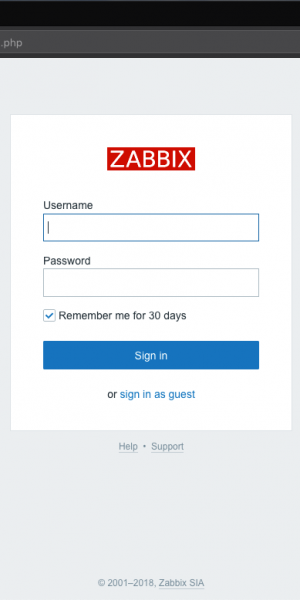 .php
ZABBIX
Username
Password
Remember me for 30 days
Sign in
or sign in as guest
Help • Support
© 2001–2018, Zabbix SIA